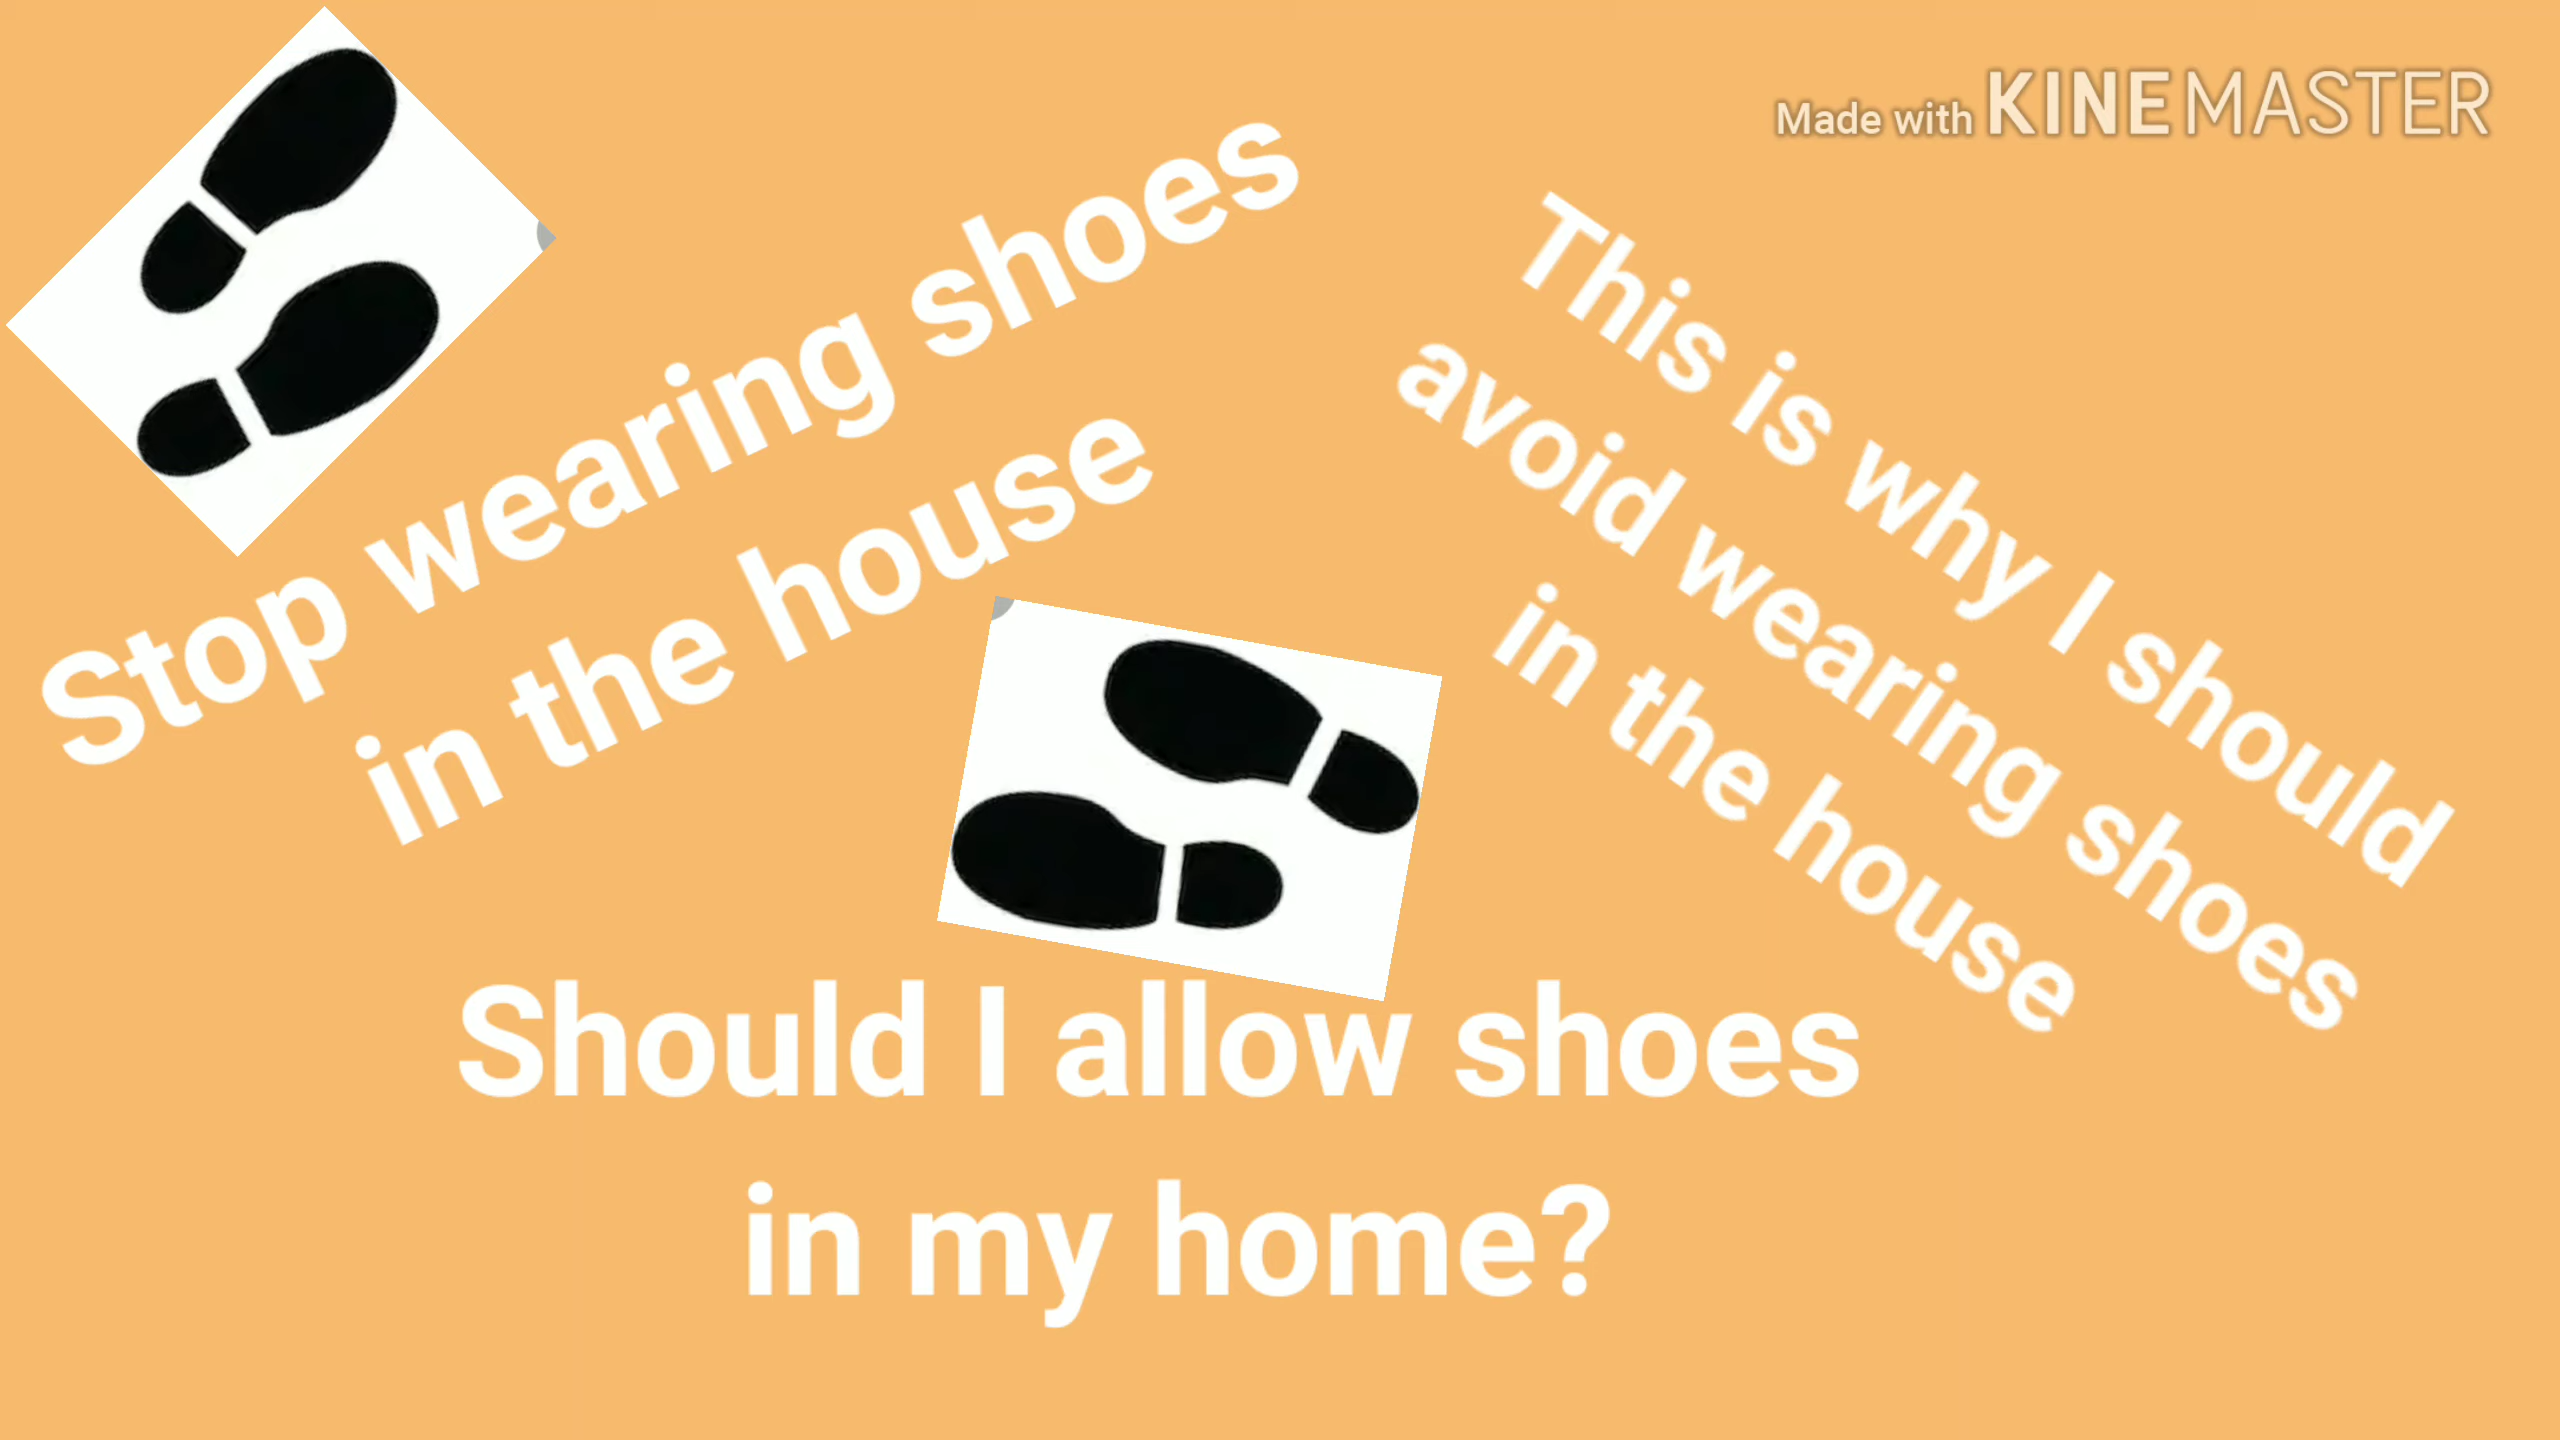 Made with KINEMASTER
Stop wearing shoes
in the house
This is why I should
avoid wearing shoes
in the house
Should I allow shoes
in my home?